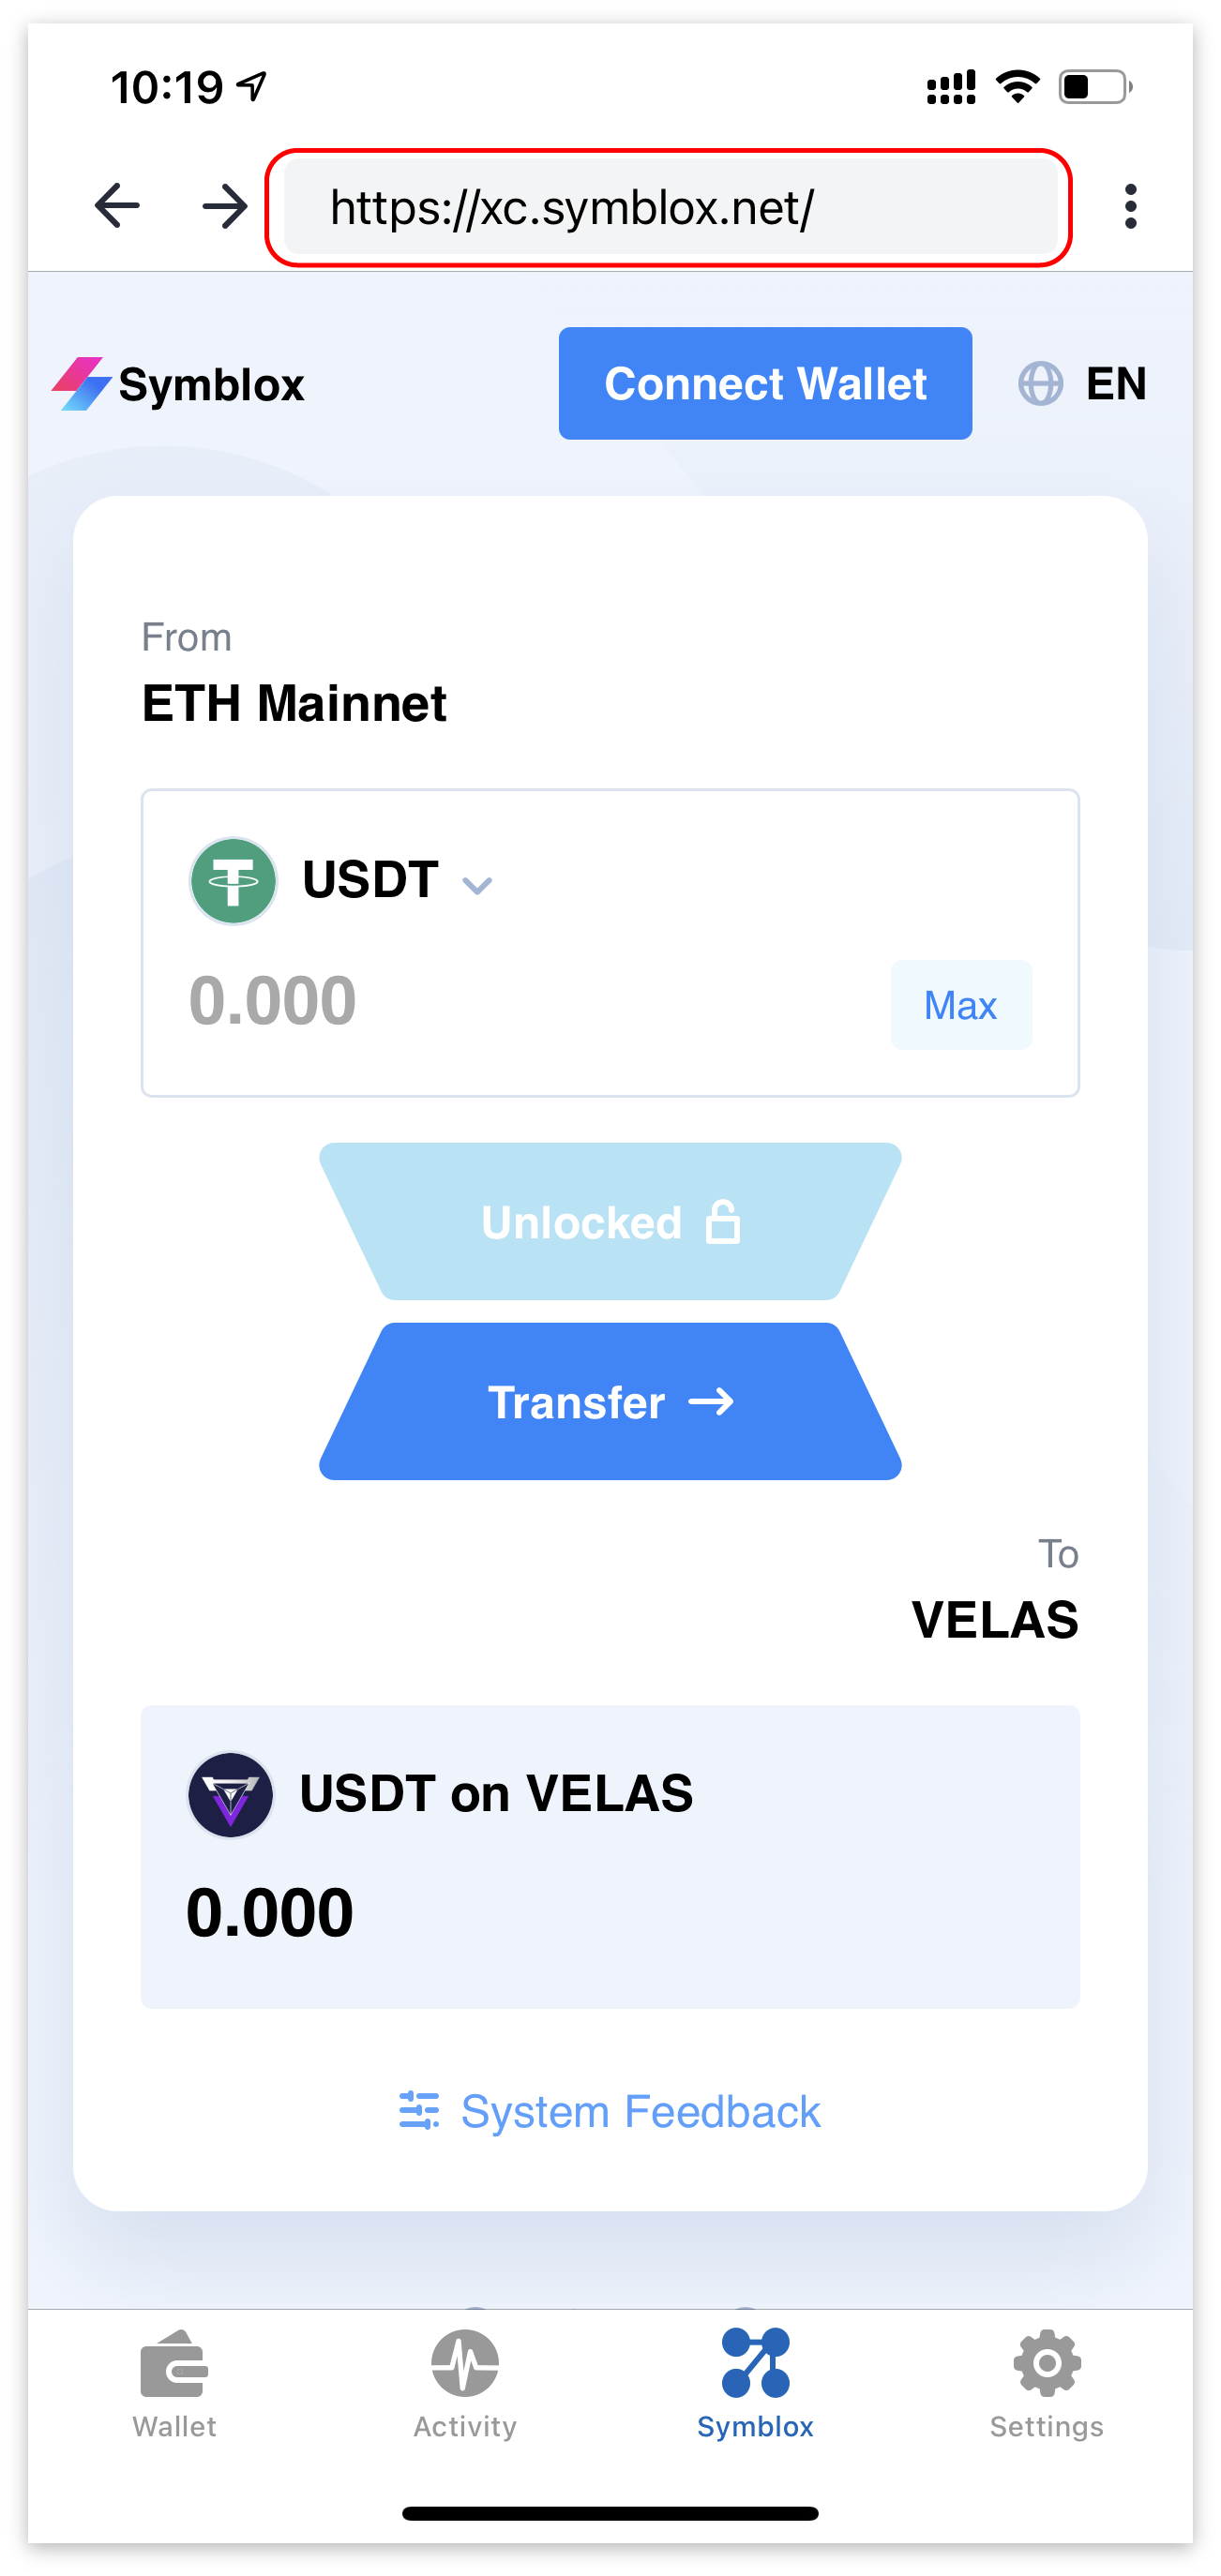 10:19
https://xc.symblox.net/
Symblox
Connect Wallet
EN
From
ETH Mainnet
USDT
0.000
Max
Unlocked
Transfer →
To
VELAS
USDT on VELAS
0.000
System Feedback
Wallet
Activity
Symblox
Settings